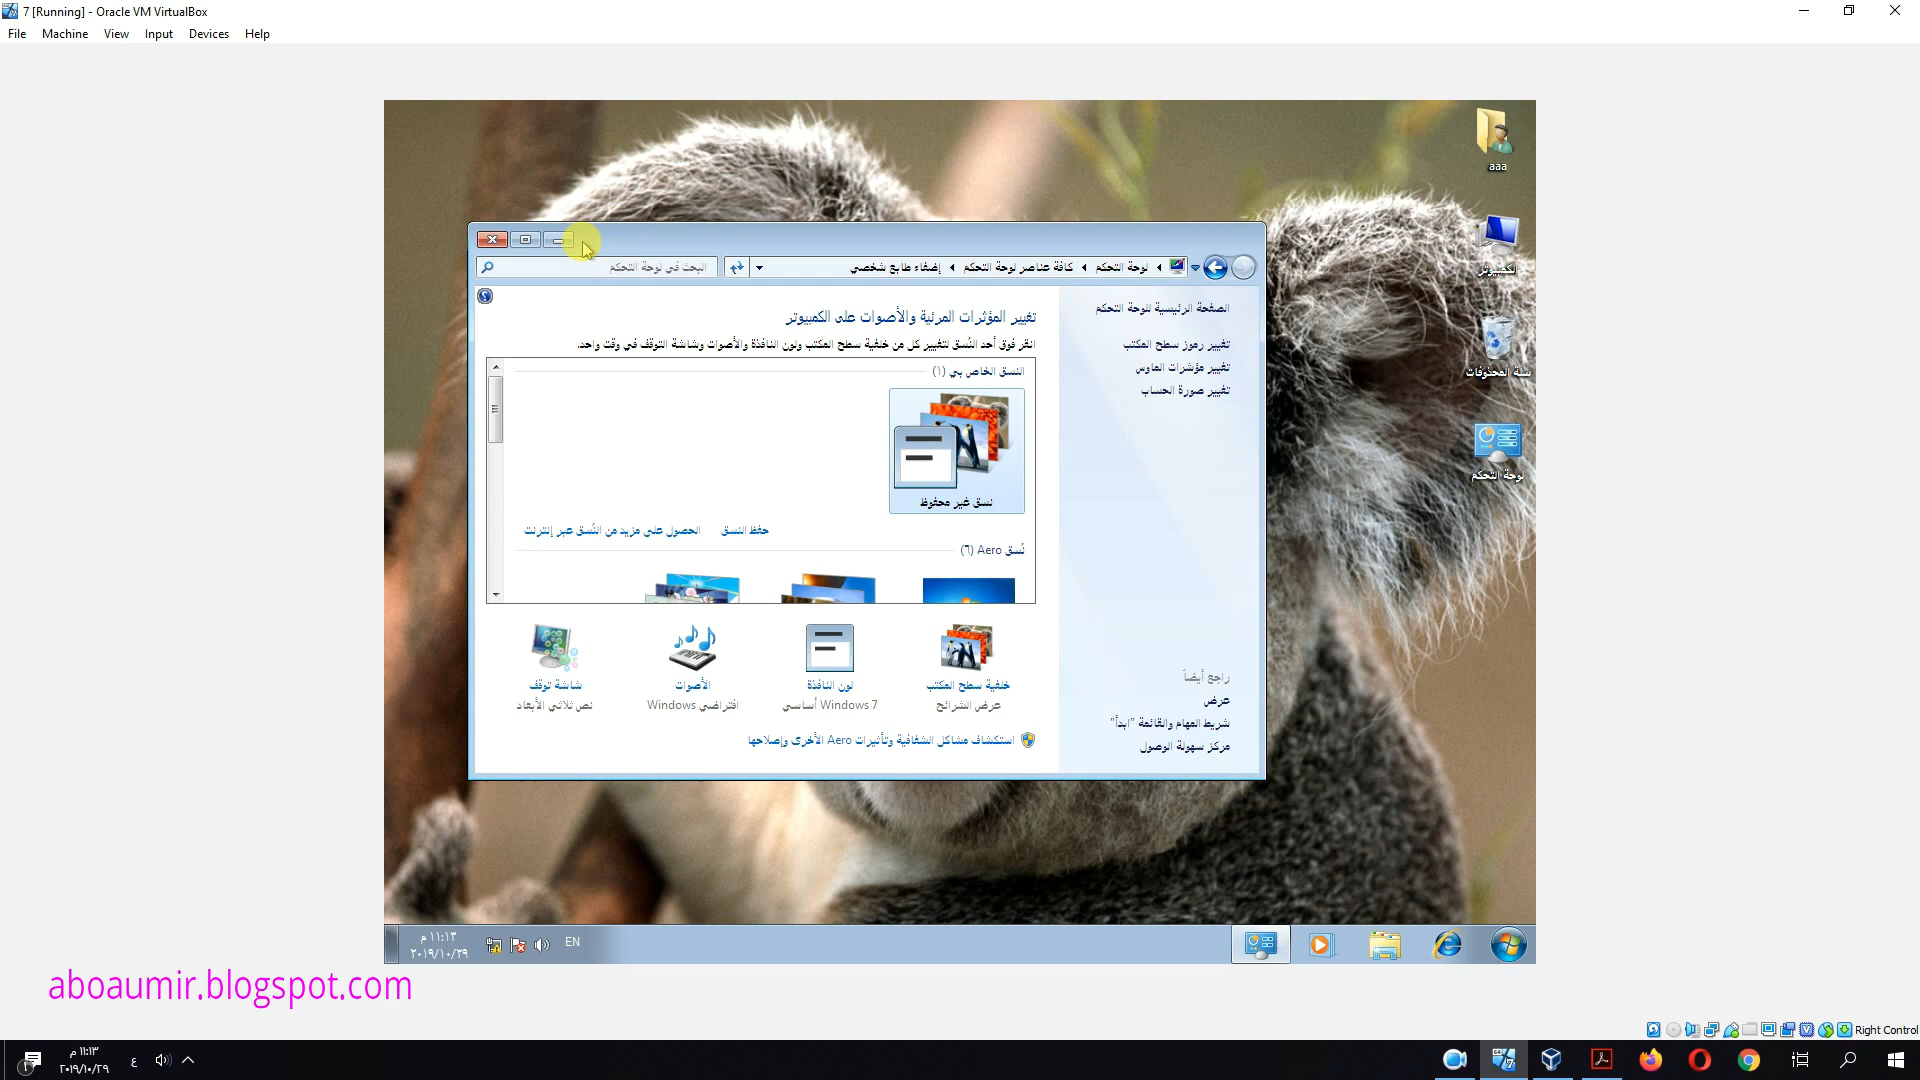 7 [Running] - Oracle VM VirtualBox
File Machine View Input Devices Help
aaa
الكمبيوتر
سلة المحذوفات
لوحة التحكم
لوحة التحكم كافة عناصر لوحة التحكم إضفاء طابع شخصي
البحث في لوحة التحكم
الصفحة الرئيسية للوحة التحكم
تغيير رموز سطح المكتب
تغيير مؤشرات الماوس
تغيير صورة الحساب
تغيير المؤثرات المرئية والأصوات على الكمبيوتر
انقر فوق أحد النُسق لتغيير كل من خلفية سطح المكتب ولون النافذة والأصوات وشاشة التوقف في وقت واحد.
النسق الخاص بي (١)
نسق غير محفوظ
حفظ النسق الحصول على مزيد من النُسق عبر إنترنت
نُسق Aero (٦)
خلفية سطح المكتب
عرض الشرائح
لون النافذة
Windows 7 أساسي
الأصوات
افتراضي Windows
شاشة توقف
نص ثلاثي الأبعاد
استكشاف مشاكل الشفافية وتأثيرات Aero الأخرى وإصلاحها
راجع أيضاً
عرض
شريط المهام والقائمة "ابدأ"
مركز سهولة الوصول
EN
١١:١٣ م
٢٠١٩/١٠/٢٩
aboaumir.blogspot.com
Right Control
ع
١١:١٣ م
٢٠١٩/١٠/٢٩